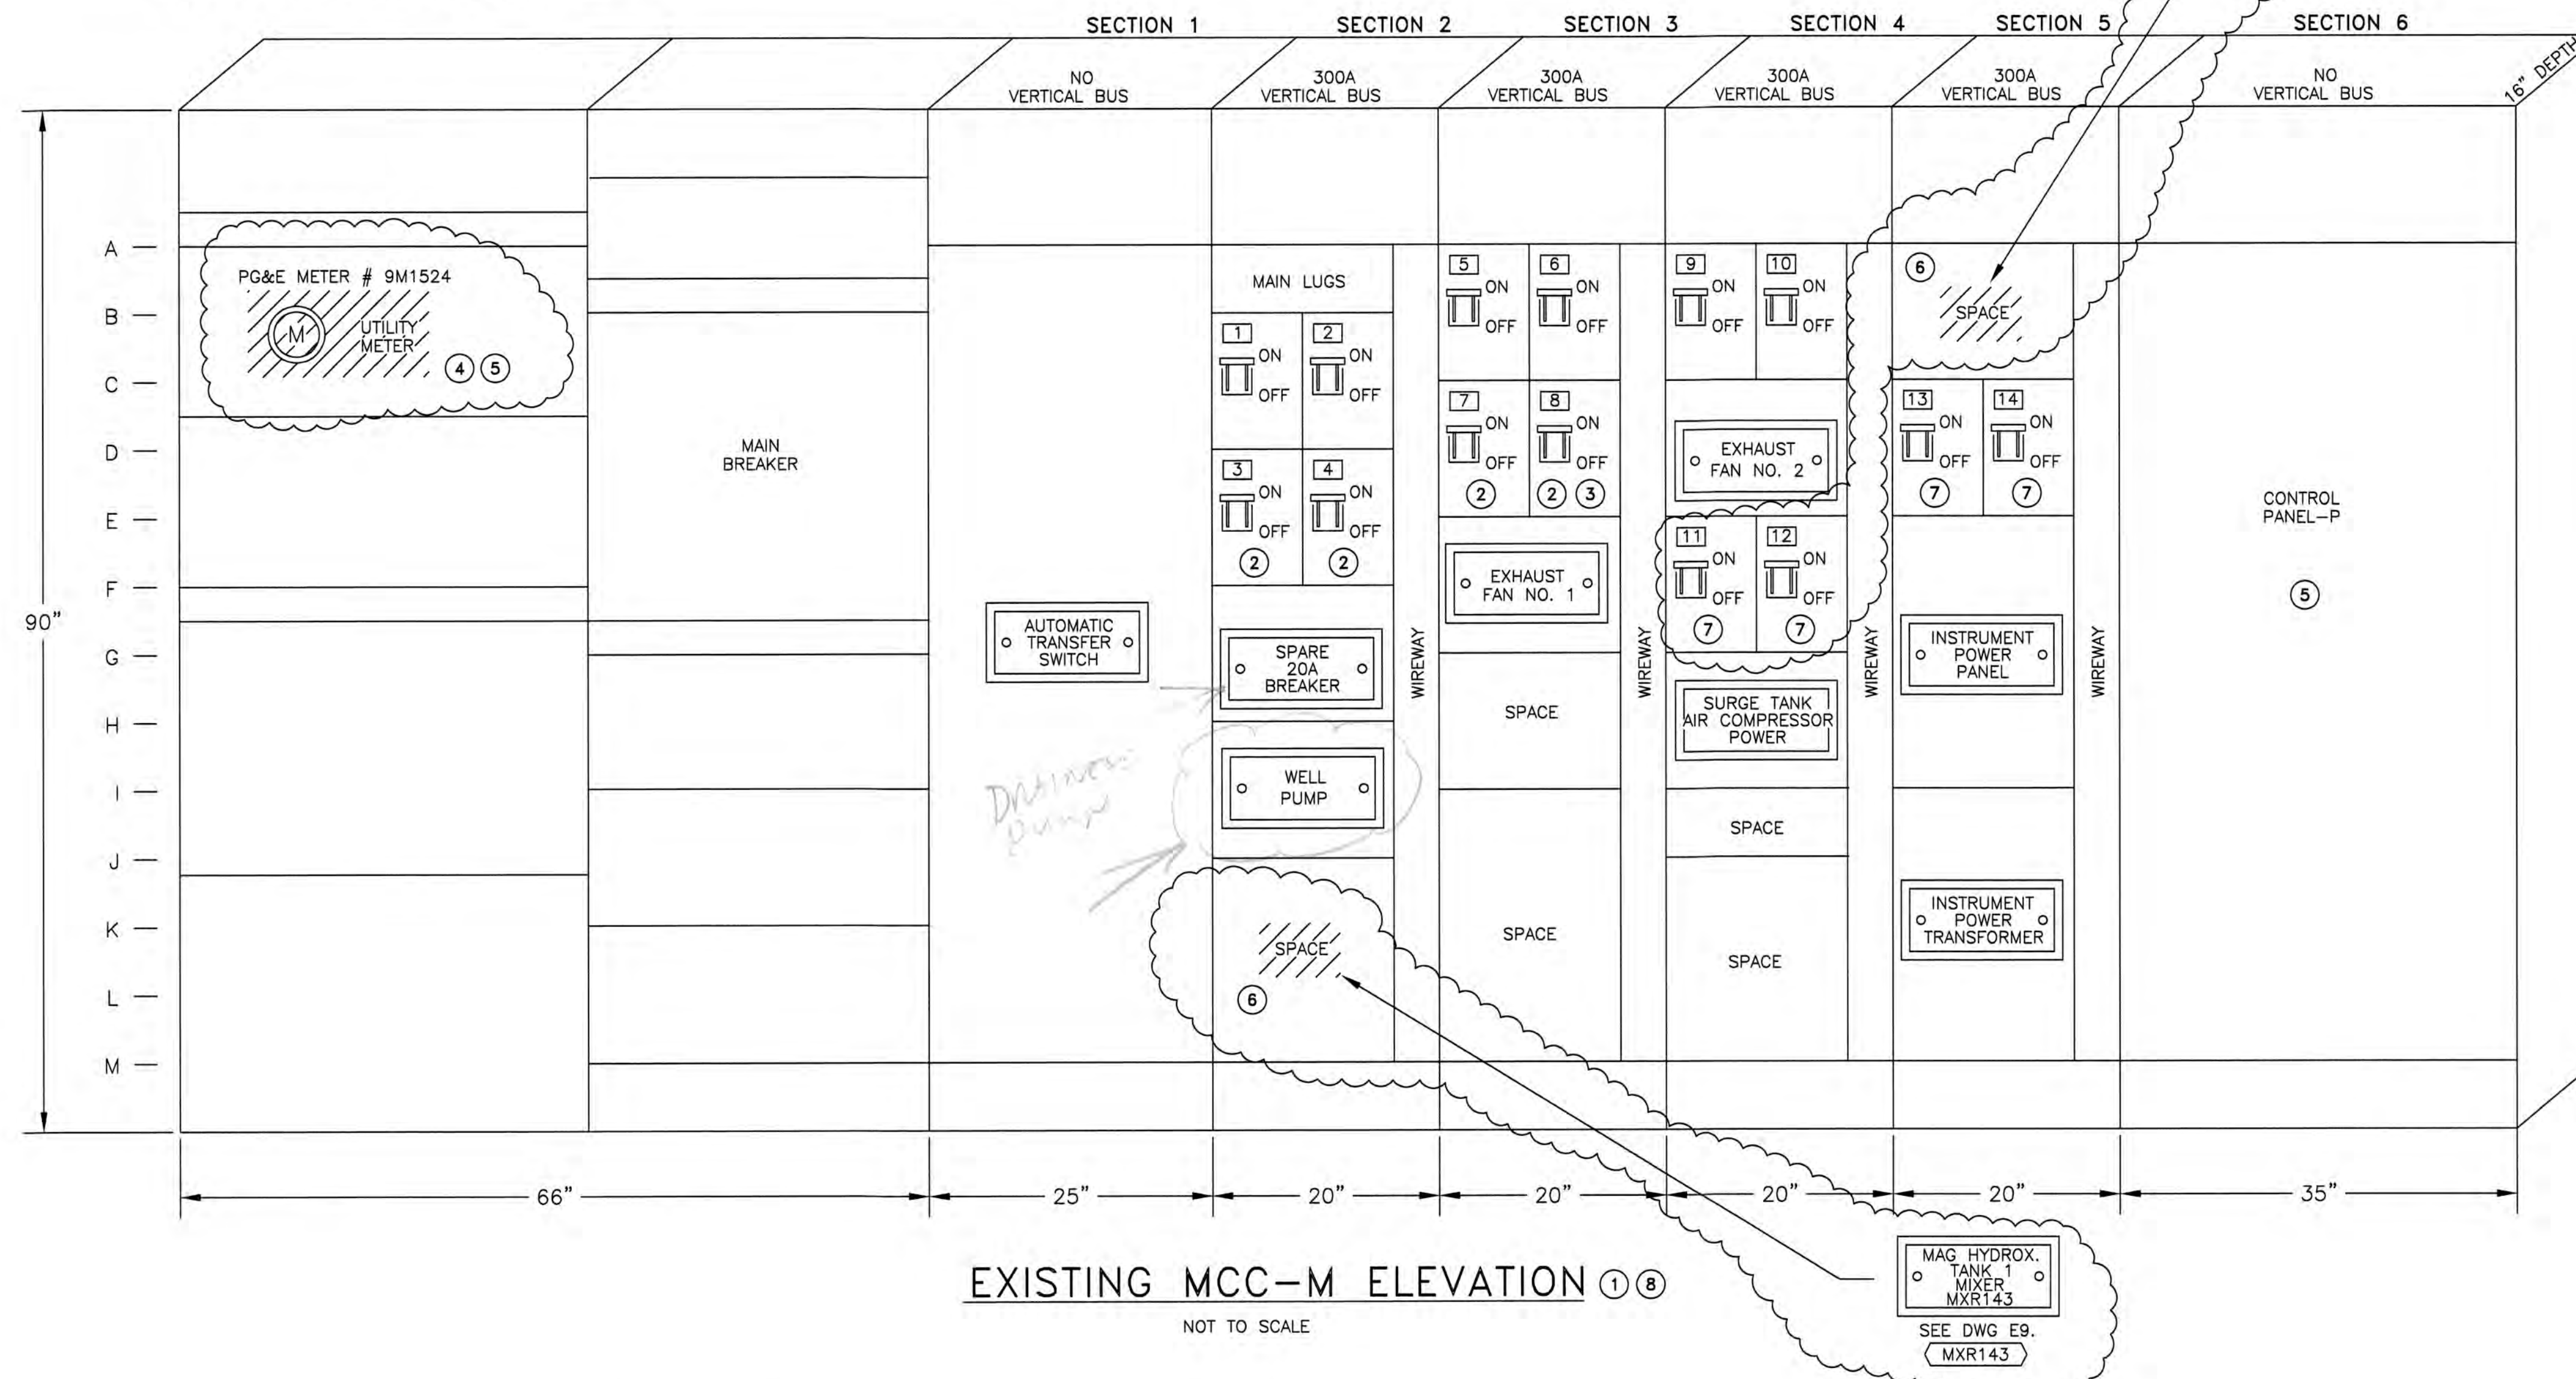 SECTION 1
SECTION 2
SECTION 3
SECTION 4
SECTION 5
SECTION 6
NO
VERTICAL BUS
300A
VERTICAL BUS
300A
VERTICAL BUS
300A
VERTICAL BUS
300A
VERTICAL BUS
NO
VERTICAL BUS
16" DEPTH
90"
A
B
C
D
E
F
G
H
I
J
K
L
M
PG&E METER # 9M1524
M
UTILITY
METER
4 5
MAIN
BREAKER
AUTOMATIC
TRANSFER
SWITCH
MAIN LUGS
1
ON
OFF
2
ON
OFF
3
ON
OFF
2
4
ON
OFF
2
SPARE
20A
BREAKER
WELL
PUMP
Pump
SPACE
6
WIREWAY
5
ON
OFF
6
ON
OFF
7
ON
OFF
2
8
ON
OFF
2 3
EXHAUST
FAN NO. 1
SPACE
SPACE
WIREWAY
9
ON
OFF
10
ON
OFF
EXHAUST
FAN NO. 2
11
ON
OFF
7
12
ON
OFF
7
SURGE TANK
AIR COMPRESSOR
POWER
SPACE
SPACE
WIREWAY
6
SPACE
13
ON
OFF
7
14
ON
OFF
7
INSTRUMENT
POWER
PANEL
INSTRUMENT
POWER
TRANSFORMER
WIREWAY
CONTROL
PANEL-P
5
66"
25"
20"
20"
20"
20"
35"
EXISTING MCC-M ELEVATION 1 8
NOT TO SCALE
MAG HYDROX.
TANK 1
MIXER
MXR143
SEE DWG E9.
MXR143